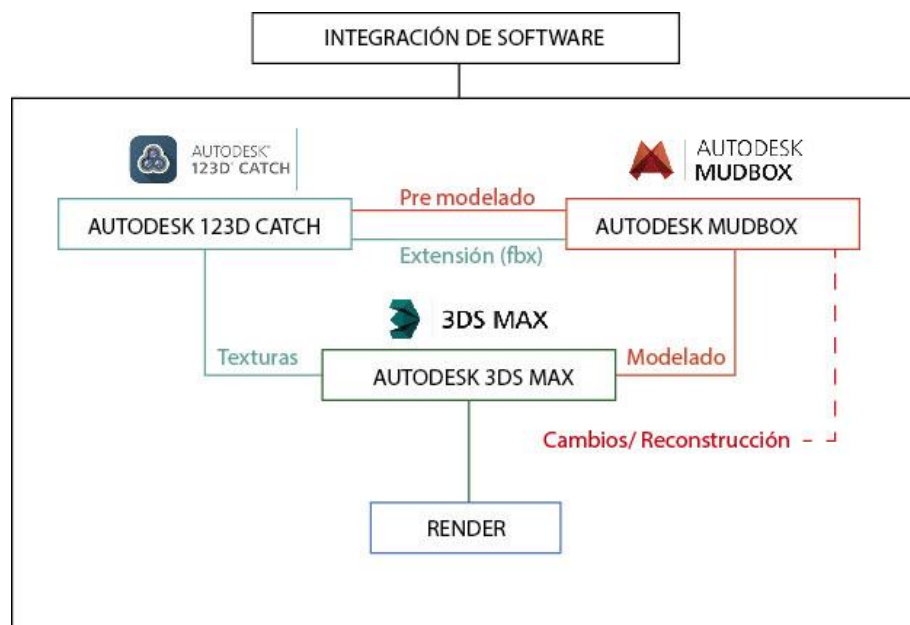 INTEGRACIÓN DE SOFTWARE
AUTODESK®
123D® CATCH
AUTODESK
MUDBOX
AUTODESK 123D CATCH
Pre modelado
Extensión (fbx)
AUTODESK MUDBOX
3DS MAX
Texturas
AUTODESK 3DS MAX
Modelado
Cambios/ Reconstrucción
RENDER